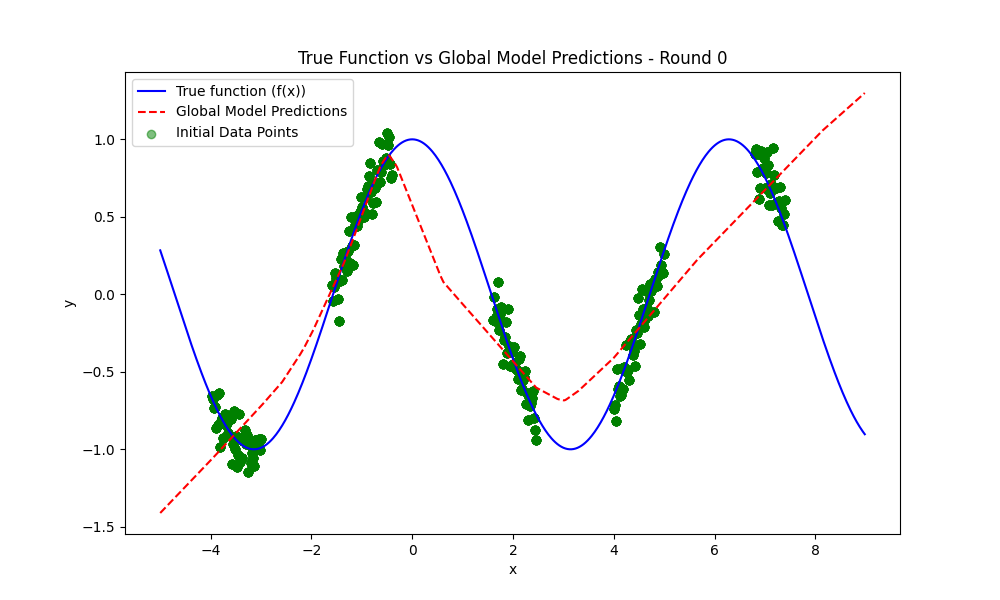 True Function vs Global Model Predictions - Round 0
True function (f(x))
Global Model Predictions
Initial Data Points
1.0
0.5
0.0
−0.5
−1.0
−1.5
y
−4
−2
0
2
4
6
8
x